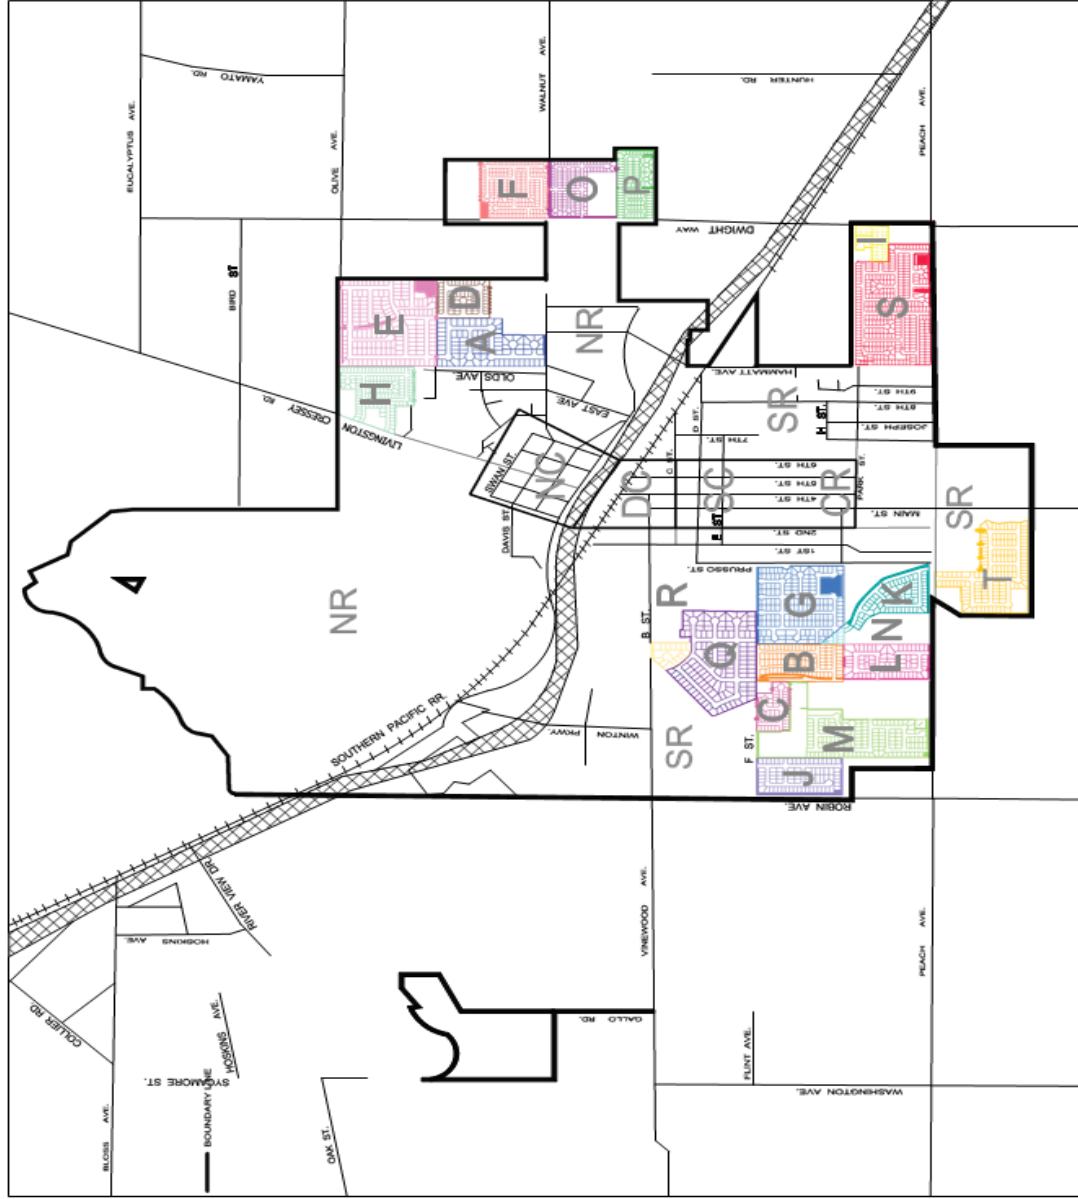 YAMATO RD.
EUCALYPTUS AVE.
OLIVE AVE.
WALNUT AVE.
HUNTER RD.
PEACH AVE.
F
O
P
DWIGHT WAY
BIRD ST
I
S
E
D
A
NR
H
OLDS AVE.
EAST AVE.
HAMMATT AVE.
SR
9TH ST.
8TH ST.
JOSEPH ST.
H ST.
D ST.
7TH ST.
LIVINGSTON CRESSEY RD.
SWAN ST.
NC
C ST.
DC
SC
CR
6TH ST.
5TH ST.
4TH ST.
PARK ST.
SR
MAIN ST.
DAVIS ST
E ST
2ND ST.
1ST ST.
PRUSSO ST.
NR
R
B ST.
G
K
T
N
Q
B
L
C
SOUTHERN PACIFIC RR.
WINTON PKWY.
SR
F ST.
M
J
ROBIN AVE.
RIVER VIEW DR.
HOSKINS AVE.
VINEWOOD AVE.
PEACH AVE.
COLLIER RD.
HOSKINS AVE.
GALLO RD.
FLINT AVE.
SYCAMORE ST.
WASHINGTON AVE.
BOUNDARY LINE
BLOSS AVE.
OAK ST.